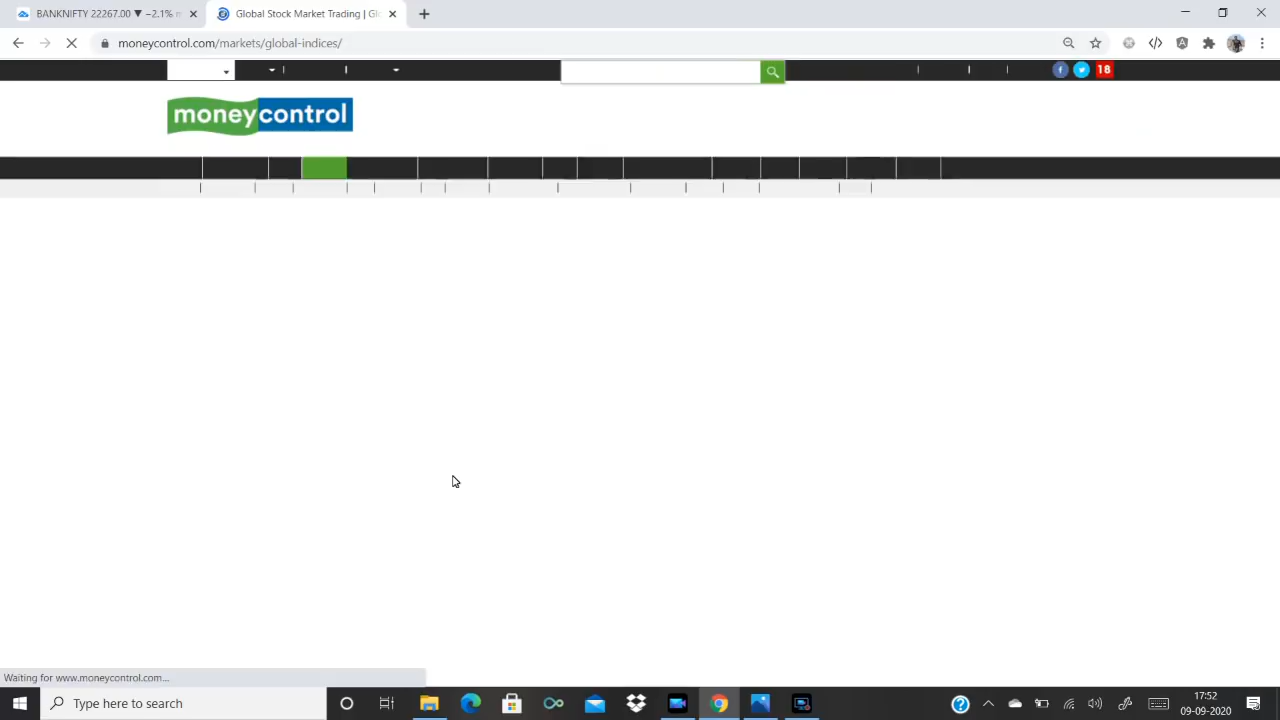 BANKNIFTY 22267.00 ▼ −2.1%
Global Stock Market Trading | Gl
moneycontrol.com/markets/global-indices/
f
18
moneycontrol
Waiting for www.moneycontrol.com...
Type here to search
17:52
09-09-2020